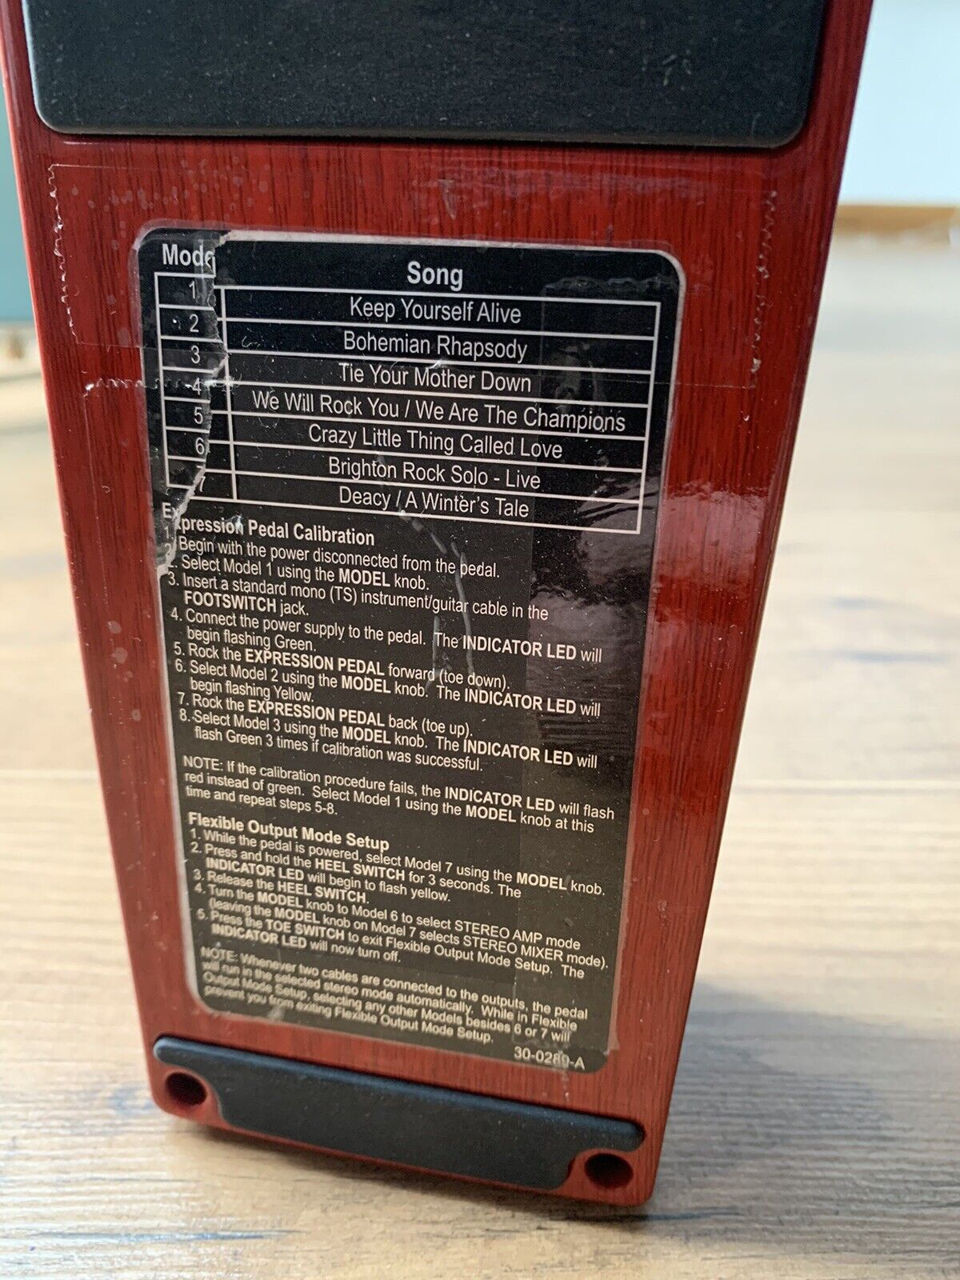 Mode Song
1 Keep Yourself Alive
2 Bohemian Rhapsody
3 Tie Your Mother Down
4 We Will Rock You / We Are The Champions
5 Crazy Little Thing Called Love
6 Brighton Rock Solo - Live
7 Deacy / A Winter's Tale
Expression Pedal Calibration
1. Begin with the power disconnected from the pedal.
2. Select Model 1 using the MODEL knob.
3. Insert a standard mono (TS) instrument/guitar cable in the
FOOTSWITCH jack.
4. Connect the power supply to the pedal. The INDICATOR LED will
begin flashing Green.
5. Rock the EXPRESSION PEDAL forward (toe down).
6. Select Model 2 using the MODEL knob. The INDICATOR LED will
begin flashing Yellow.
7. Rock the EXPRESSION PEDAL back (toe up).
8. Select Model 3 using the MODEL knob. The INDICATOR LED will
flash Green 3 times if calibration was successful.
NOTE: If the calibration procedure fails, the INDICATOR LED will flash
red instead of green. Select Model 1 using the MODEL knob at this
time and repeat steps 5-8.
Flexible Output Mode Setup
1. While the pedal is powered, select Model 7 using the MODEL knob.
2. Press and hold the HEEL SWITCH for 3 seconds. The
INDICATOR LED will begin to flash yellow.
3. Release the HEEL SWITCH.
4. Turn the MODEL knob to Model 6 to select STEREO AMP mode
(leaving the MODEL knob on Model 7 selects STEREO MIXER mode).
5. Press the TOE SWITCH to exit Flexible Output Mode Setup. The
INDICATOR LED will now turn off.
NOTE: Whenever two cables are connected to the outputs, the pedal
will run in the selected stereo mode automatically. While in Flexible
Output Mode Setup, selecting any other Models besides 6 or 7 will
prevent you from exiting Flexible Output Mode Setup.
30-0289-A